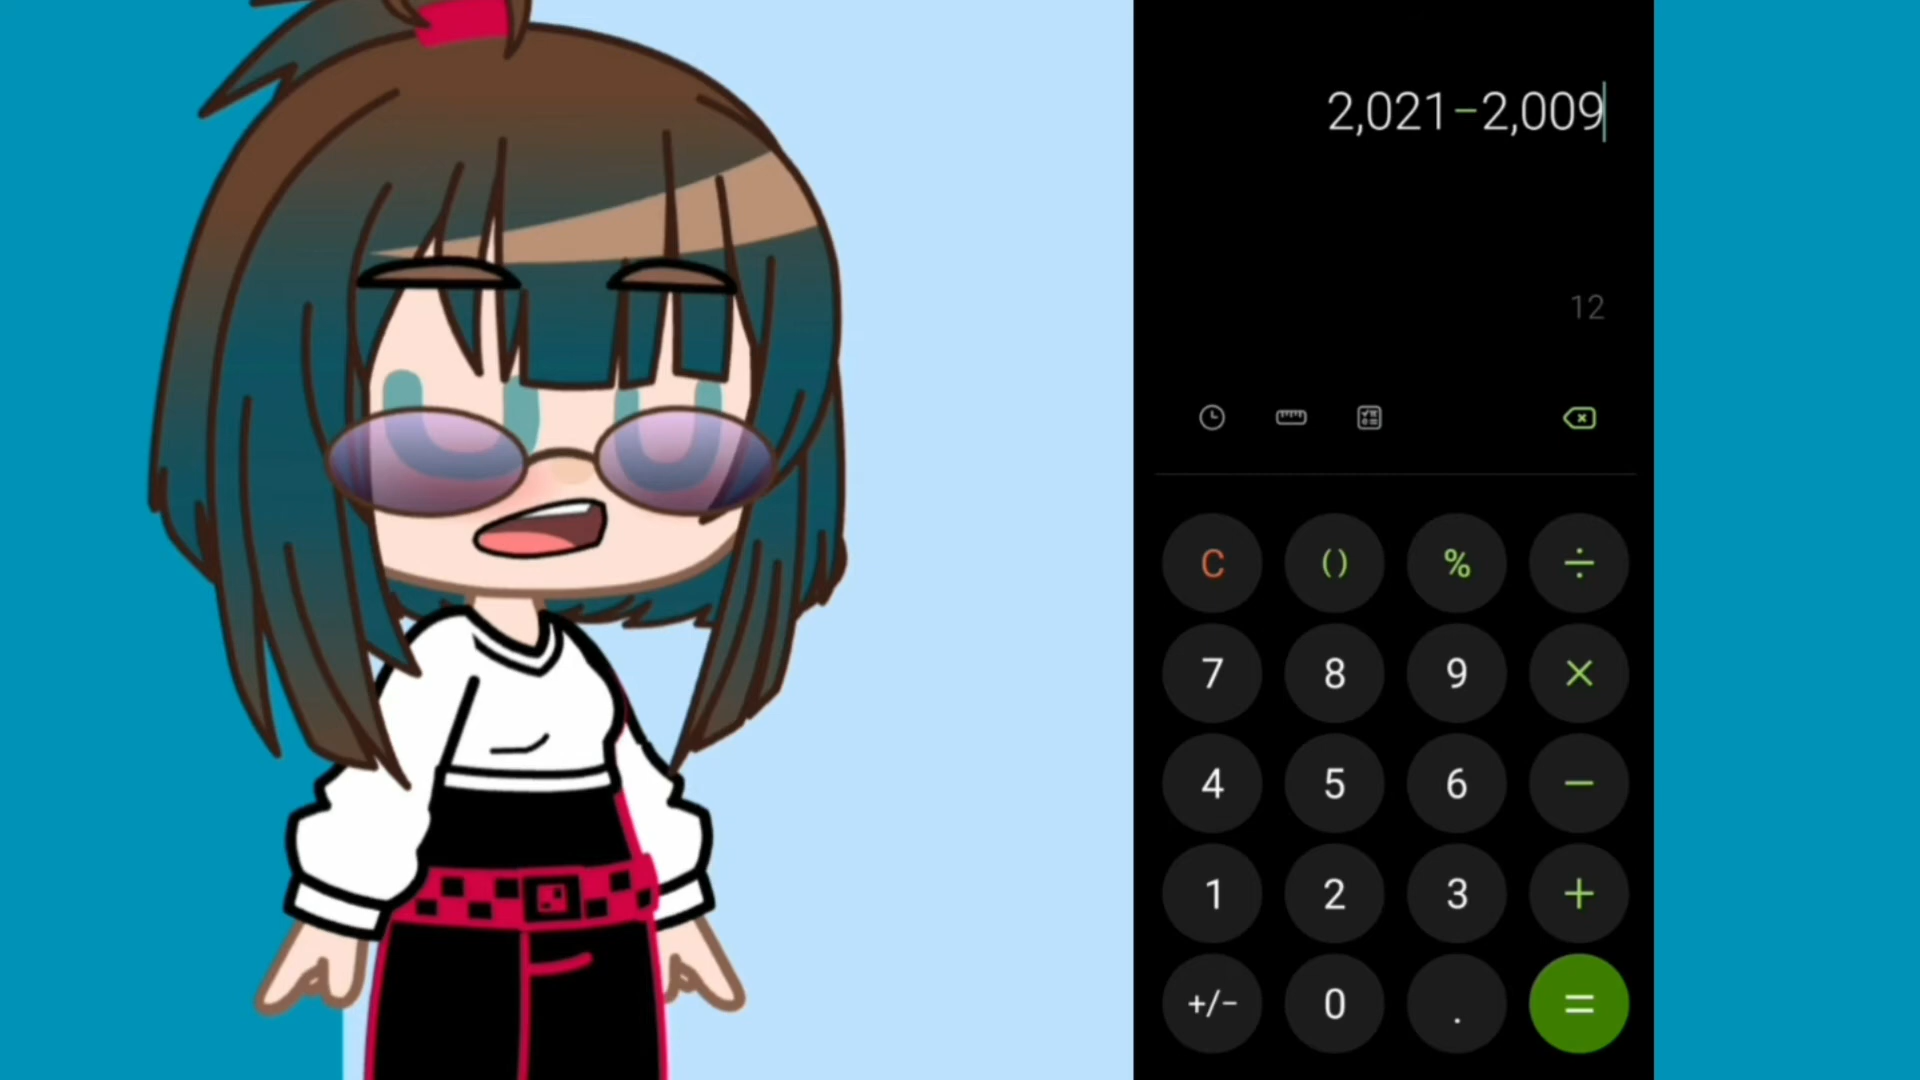 2,021−2,009
12
C () % ÷
7 8 9 ×
4 5 6 −
1 2 3 +
+/− 0 . =